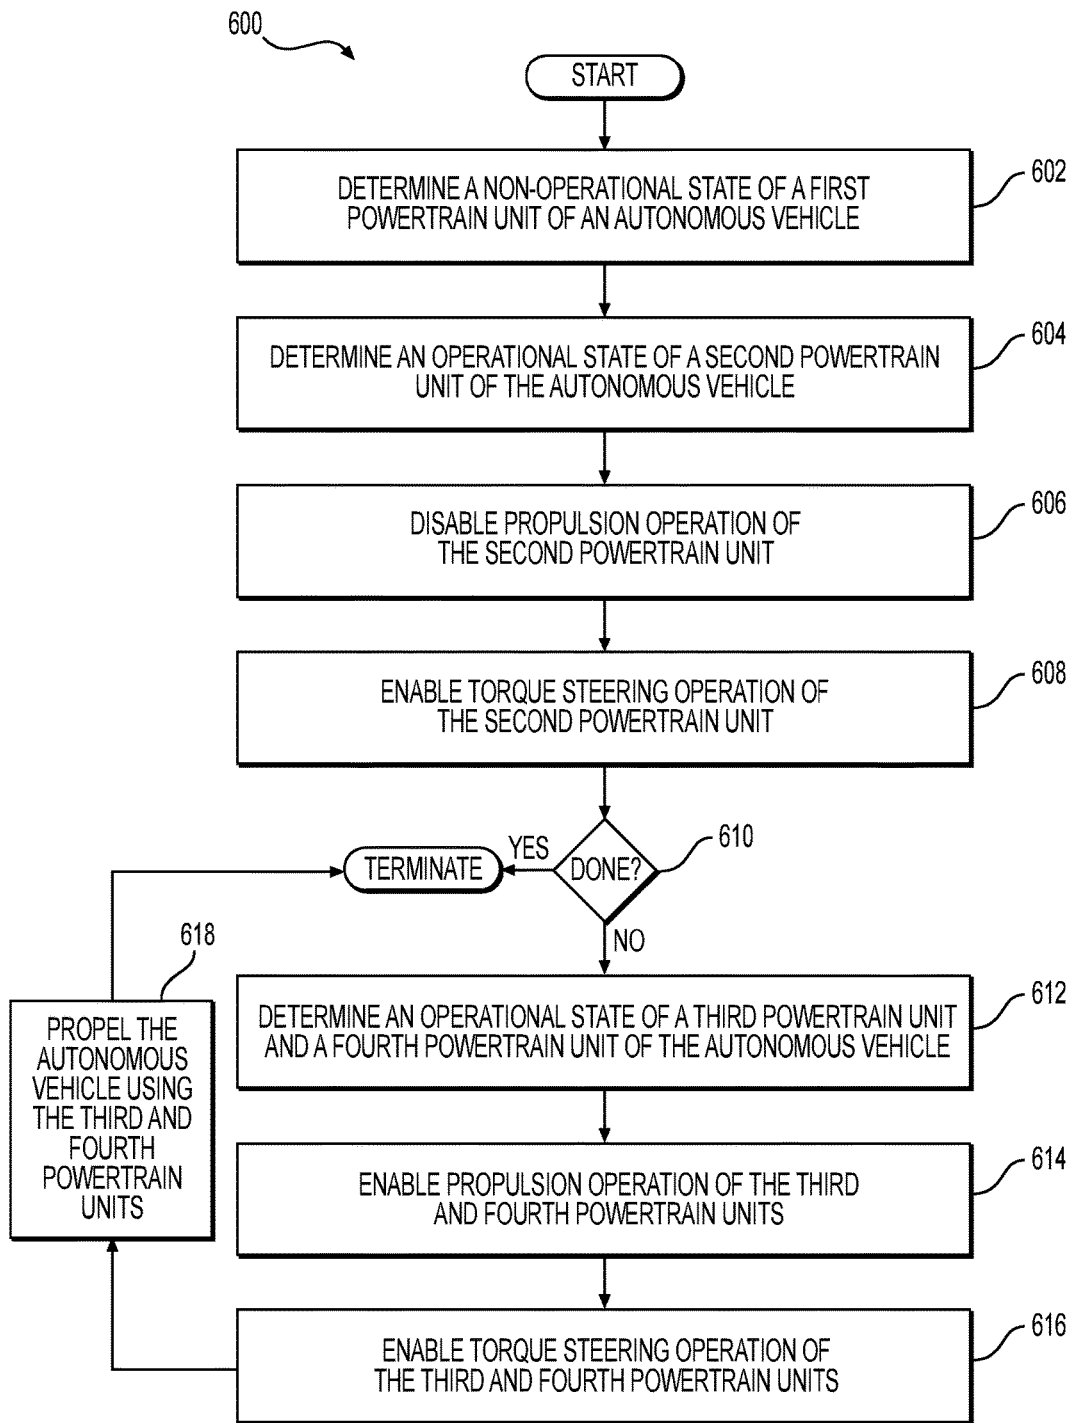 600
START
DETERMINE A NON-OPERATIONAL STATE OF A FIRST
POWERTRAIN UNIT OF AN AUTONOMOUS VEHICLE
602
DETERMINE AN OPERATIONAL STATE OF A SECOND POWERTRAIN
UNIT OF THE AUTONOMOUS VEHICLE
604
DISABLE PROPULSION OPERATION OF
THE SECOND POWERTRAIN UNIT
606
ENABLE TORQUE STEERING OPERATION OF
THE SECOND POWERTRAIN UNIT
608
DONE?
610
YES
TERMINATE
NO
DETERMINE AN OPERATIONAL STATE OF A THIRD POWERTRAIN UNIT
AND A FOURTH POWERTRAIN UNIT OF THE AUTONOMOUS VEHICLE
612
ENABLE PROPULSION OPERATION OF THE THIRD
AND FOURTH POWERTRAIN UNITS
614
ENABLE TORQUE STEERING OPERATION OF
THE THIRD AND FOURTH POWERTRAIN UNITS
616
618
PROPEL THE
AUTONOMOUS
VEHICLE USING
THE THIRD AND
FOURTH
POWERTRAIN
UNITS